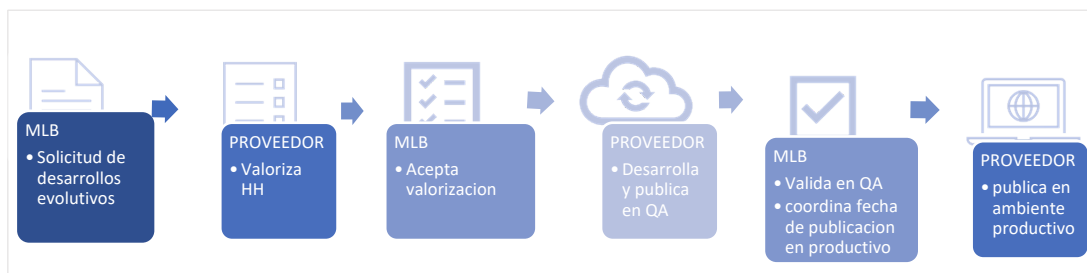 MLB
• Solicitud de
desarrollos
evolutivos
PROVEEDOR
• Valoriza
HH
MLB
• Acepta
valorizacion
PROVEEDOR
• Desarrolla
y publica
en QA
MLB
• Valida en QA
• coordina fecha
de publicacion
en productivo
PROVEEDOR
• publica en
ambiente
productivo